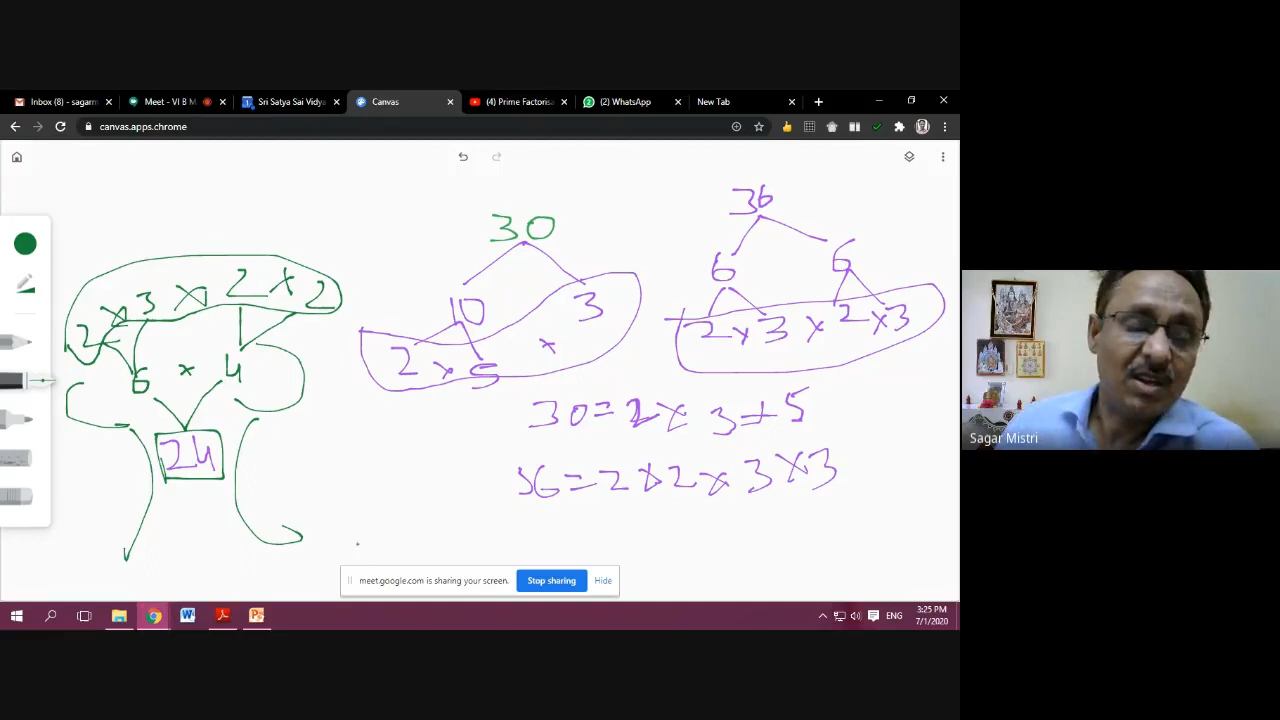 Inbox (8) - sagarm
Meet - VI B M
Sri Satya Sai Vidya
Canvas
(4) Prime Factorisa
(2) WhatsApp
New Tab
canvas.apps.chrome
36
30
6 6
2 x 3 x 2 x 2
10 3
2 x 3 x 2 x 3
2 x 5 x
6 x 4
30 = 2 x 3 x 5
24
36 = 2 x 2 x 3 x 3
Sagar Mistri
meet.google.com is sharing your screen.
Stop sharing
Hide
ENG
3:25 PM
7/1/2020